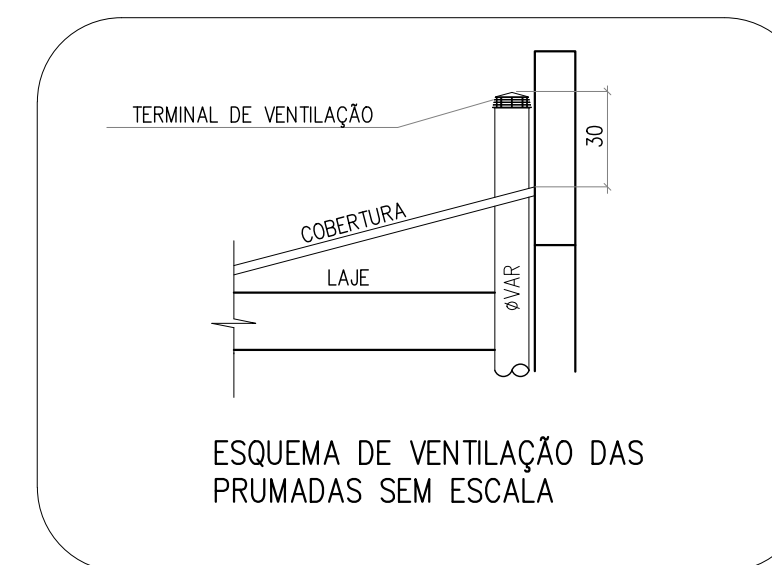 TERMINAL DE VENTILAÇÃO
30
COBERTURA
LAJE
øVAR
ESQUEMA DE VENTILAÇÃO DAS
PRUMADAS SEM ESCALA